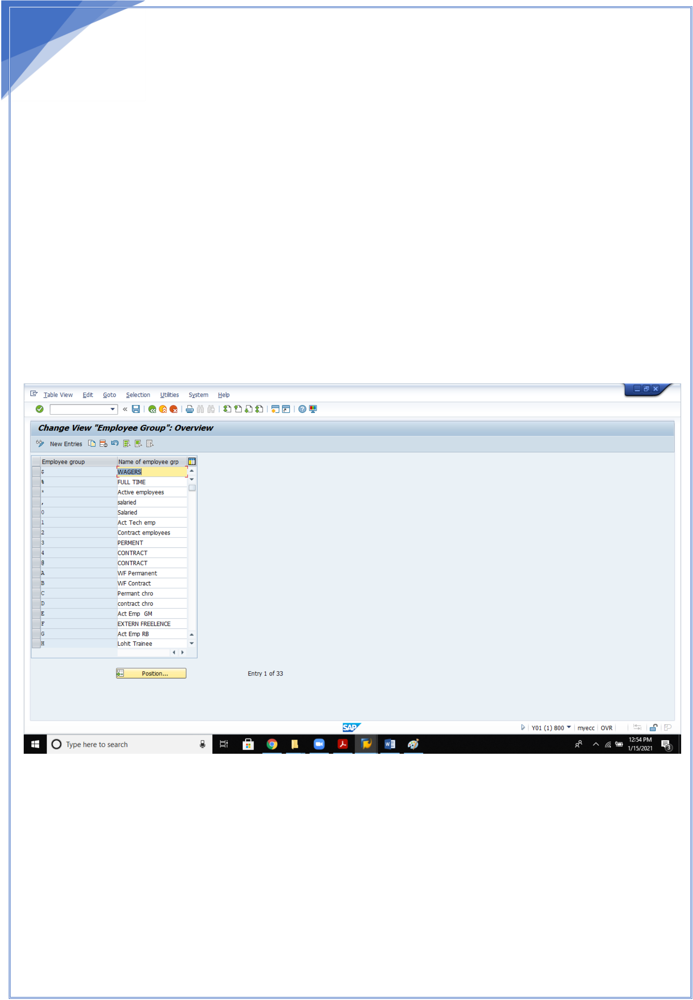 Table View Edit Goto Selection Utilities System Help
Change View "Employee Group": Overview
New Entries
Employee group Name of employee grp
$ WAGERS
% FULL TIME
* Active employees
, salaried
0 Salaried
1 Act Tech emp
2 Contract employees
3 PERMENT
4 CONTRACT
@ CONTRACT
A WF Permanent
B WF Contract
C Permant chro
D contract chro
E Act Emp GM
F EXTERN FREELENCE
G Act Emp RB
H Lohit Trainee
Position... Entry 1 of 33
SAP Y01 (1) 800 myecc OVR
Type here to search 12:54 PM
1/15/2021 3